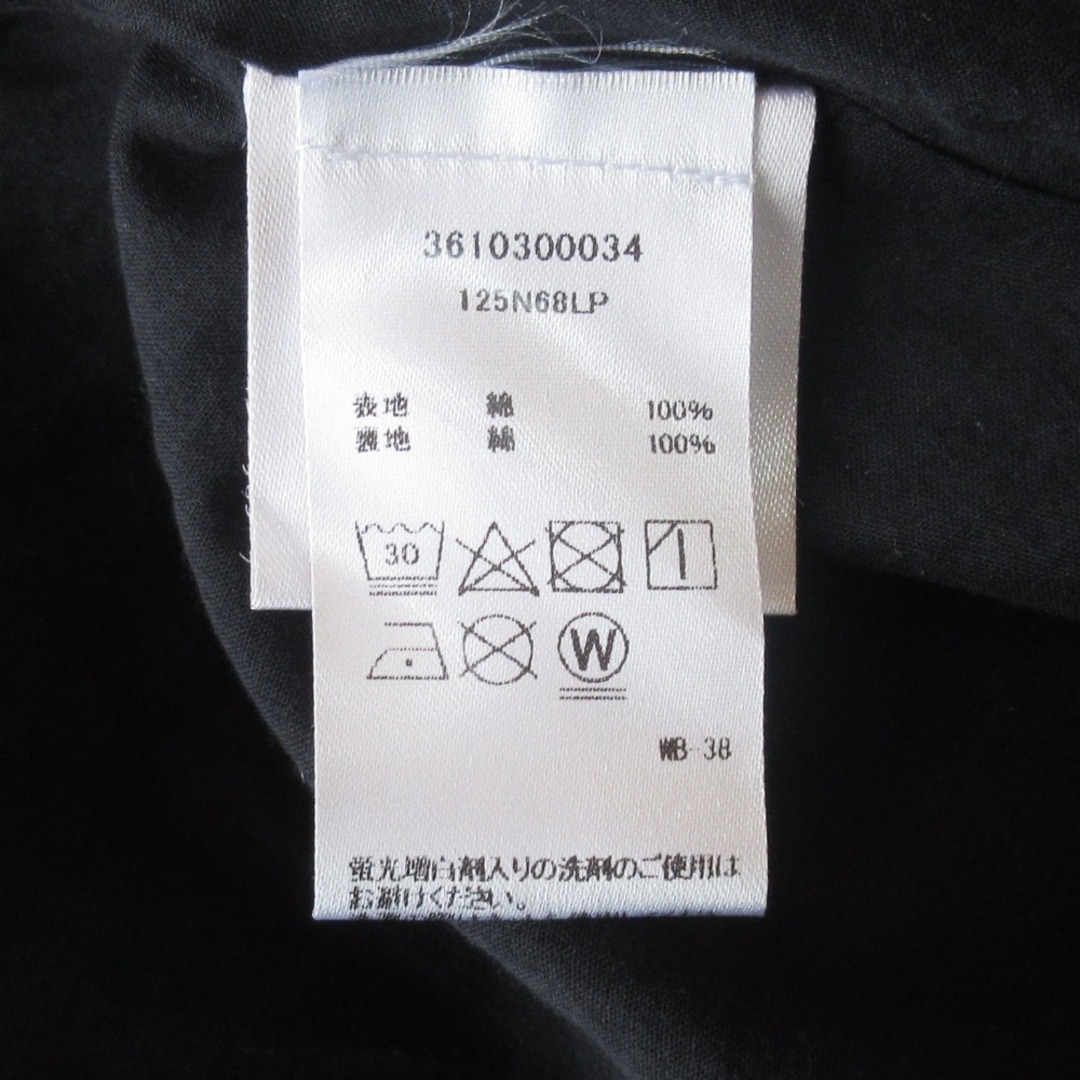 3610300034
125N68LP
表地 綿 100%
裏地 綿 100%
30
W
WB-38
蛍光増白剤入りの洗剤のご使用は
お避けください。